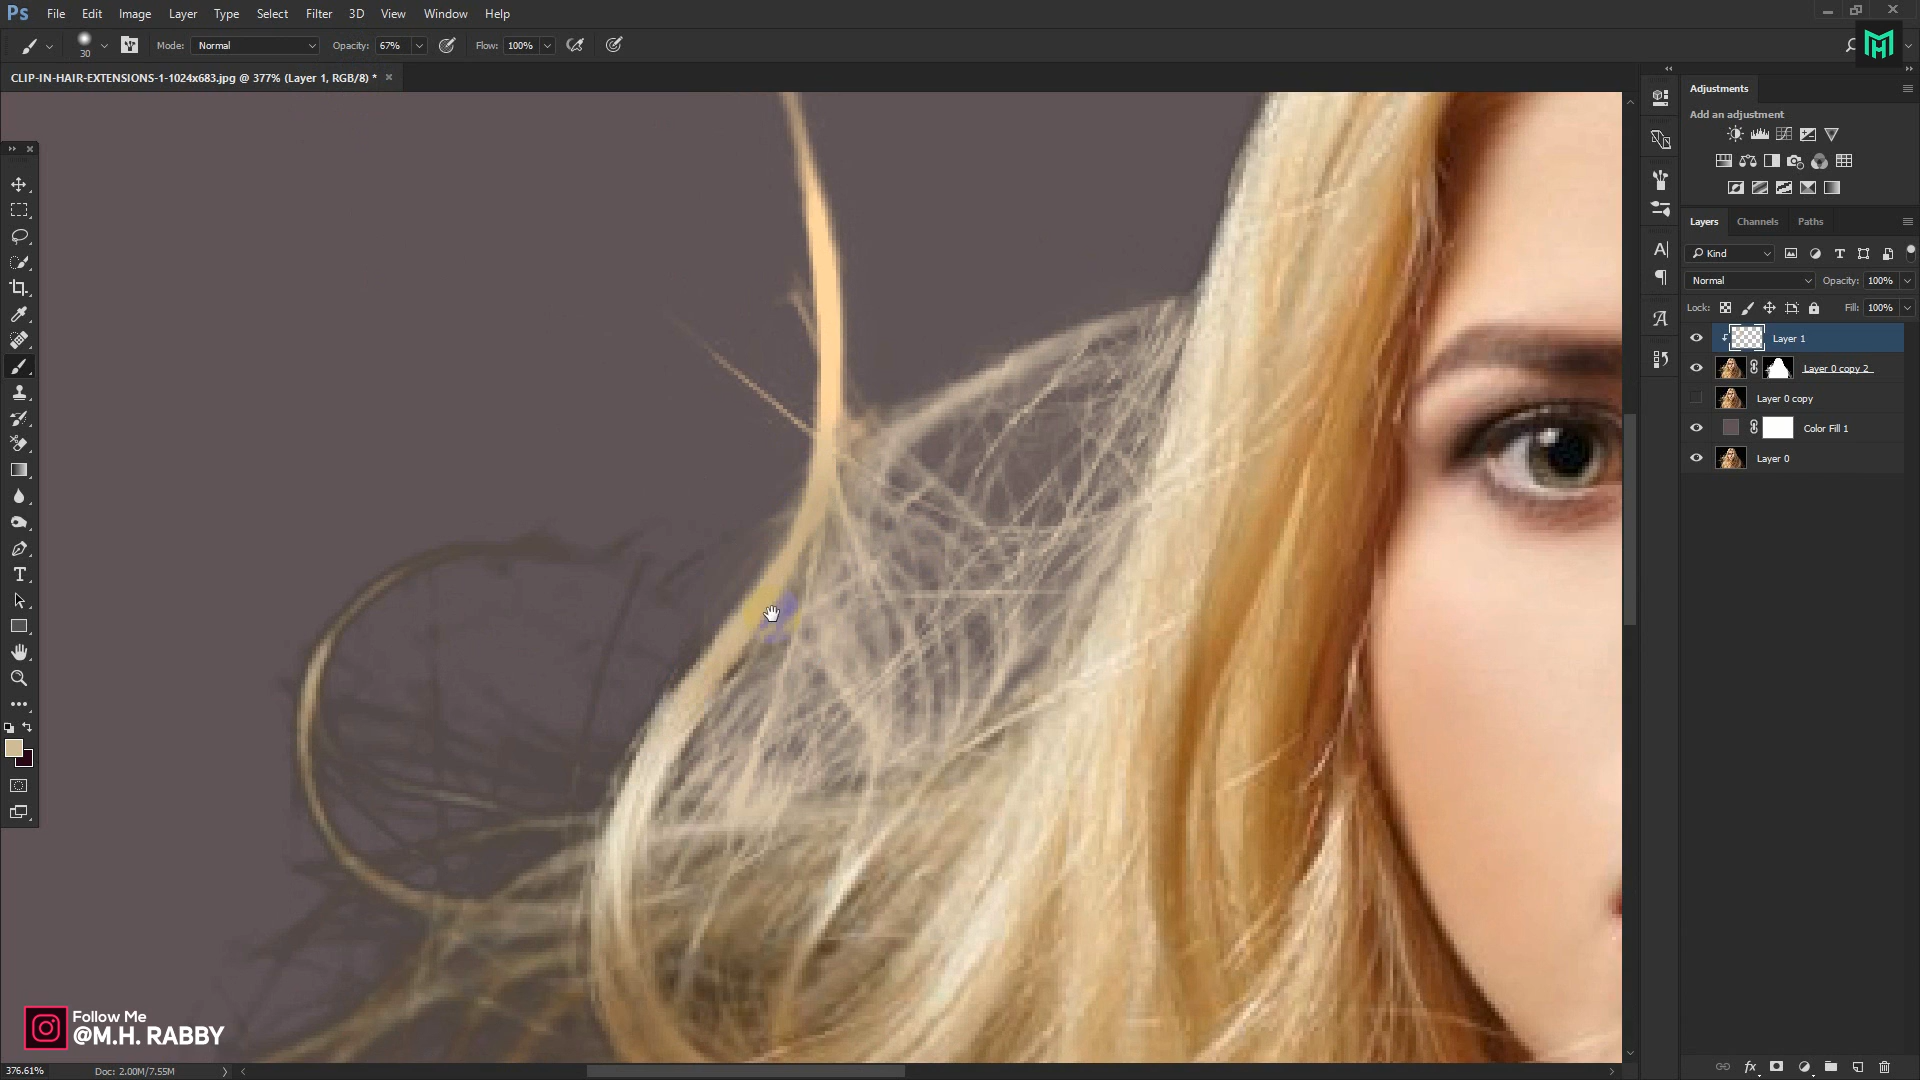 Ps File Edit Image Layer Type Select Filter 3D View Window Help
30 Mode: Normal Opacity: 67% Flow: 100%
CLIP-IN-HAIR-EXTENSIONS-1-1024x683.jpg @ 377% (Layer 1, RGB/8) *
Adjustments
Add an adjustment
Layers Channels Paths
Kind
Normal Opacity: 100%
Lock: Fill: 100%
Layer 1
Layer 0 copy 2
Layer 0 copy
Color Fill 1
Layer 0
Follow Me
@M.H. RABBY
376.61% Doc: 2.00M/7.55M